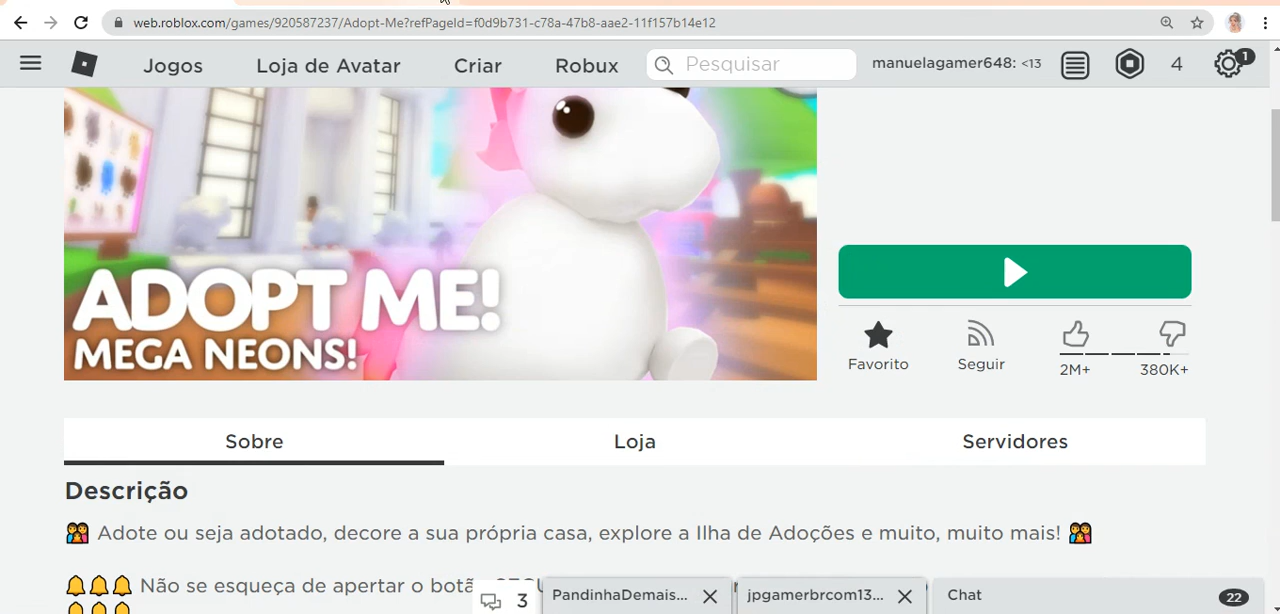 web.roblox.com/games/920587237/Adopt-Me?refPageId=f0d9b731-c78a-47b8-aae2-11f157b14e12
Jogos Loja de Avatar Criar Robux Pesquisar manuelagamer648: <13 4 1
ADOPT ME!
MEGA NEONS!
Favorito Seguir 2M+ 380K+
Sobre Loja Servidores
Descrição
Adote ou seja adotado, decore a sua própria casa, explore a Ilha de Adoções e muito, muito mais!
Não se esqueça de apertar o
3 PandinhaDemais... jpgamerbrcom13... Chat 22